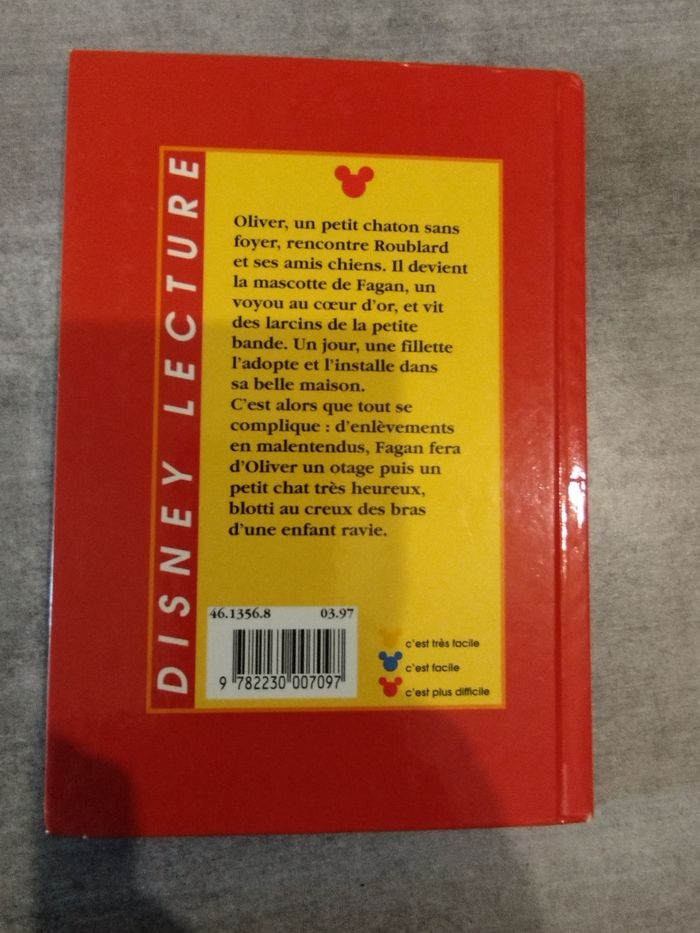 DISNEY LECTURE
Oliver, un petit chaton sans
foyer, rencontre Roublard
et ses amis chiens. Il devient
la mascotte de Fagan, un
voyou au cœur d'or, et vit
des larcins de la petite
bande. Un jour, une fillette
l'adopte et l'installe dans
sa belle maison.
C'est alors que tout se
complique : d'enlèvements
en malentendus, Fagan fera
d'Oliver un otage puis un
petit chat très heureux,
blotti au creux des bras
d'une enfant ravie.
46.1356.8 03.97
9 782230 007097
c'est très facile
c'est facile
c'est plus difficile